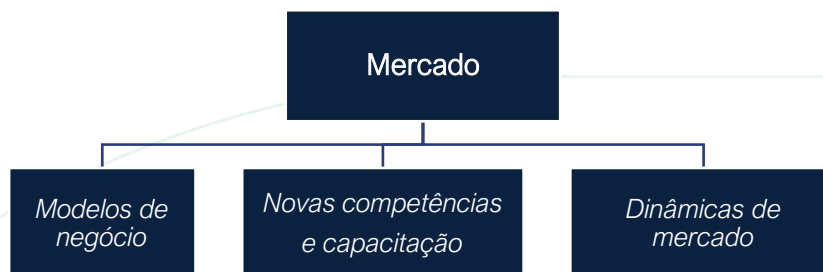 Mercado
Modelos de
negócio
Novas competências
e capacitação
Dinâmicas de
mercado